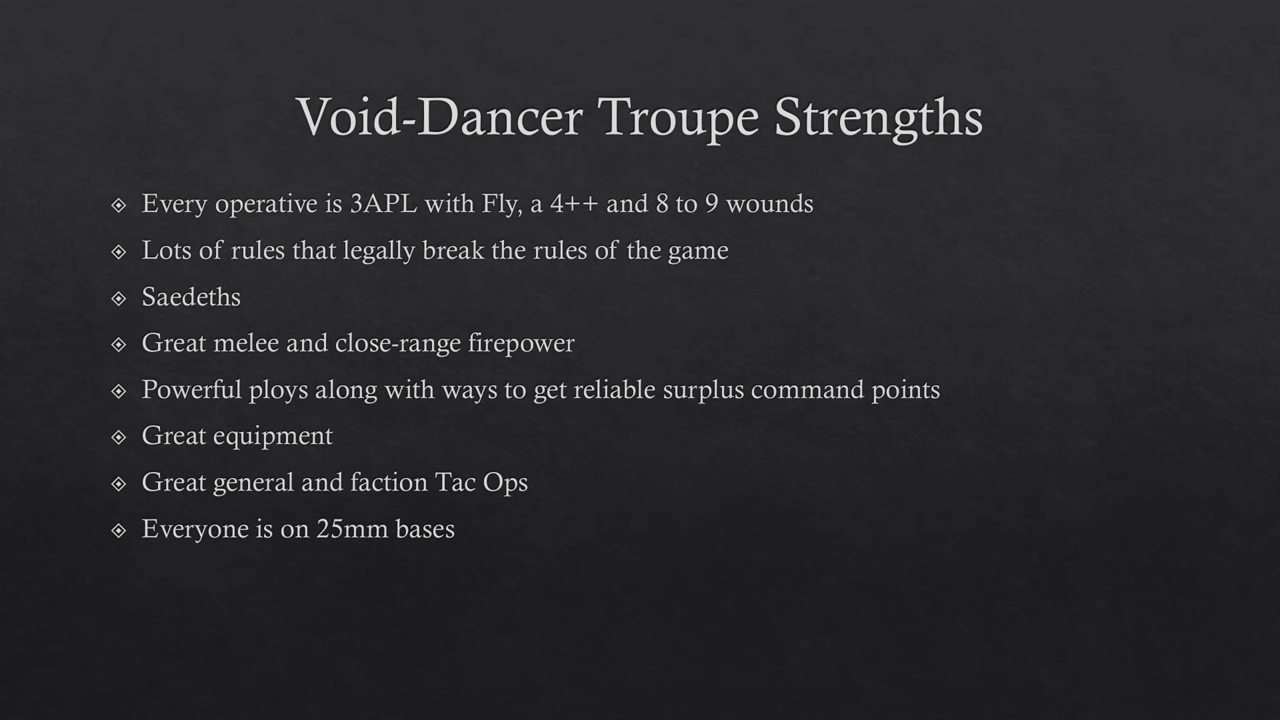 Void-Dancer Troupe Strengths
Every operative is 3APL with Fly, a 4++ and 8 to 9 wounds
Lots of rules that legally break the rules of the game
Saedeths
Great melee and close-range firepower
Powerful ploys along with ways to get reliable surplus command points
Great equipment
Great general and faction Tac Ops
Everyone is on 25mm bases